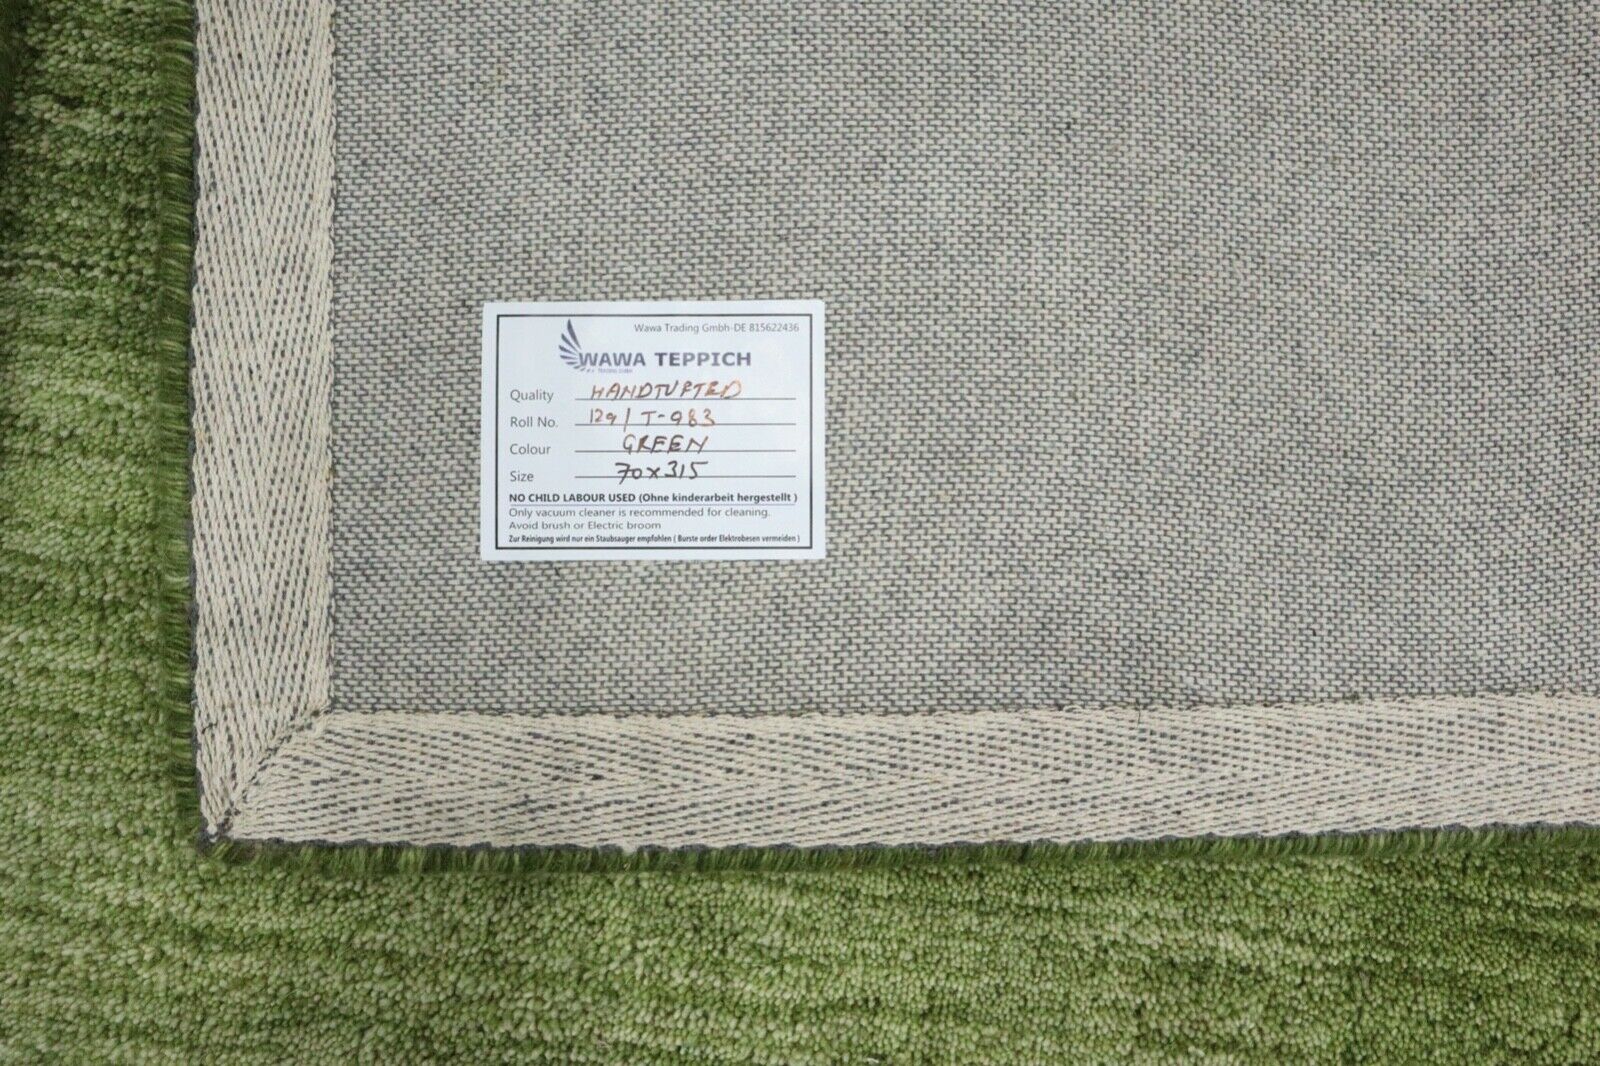 Wawa Trading Gmbh-DE 815622436
WAWA TEPPICH
TRADING GMBH
Quality HANDTUFTED
Roll No. 129/T-983
Colour GREEN
Size 70x315
NO CHILD LABOUR USED (Ohne kinderarbeit hergestellt )
Only vacuum cleaner is recommended for cleaning.
Avoid brush or Electric broom
Zur Reinigung wird nur ein Staubsauger empfohlen ( Burste order Elektrobesen vermeiden )